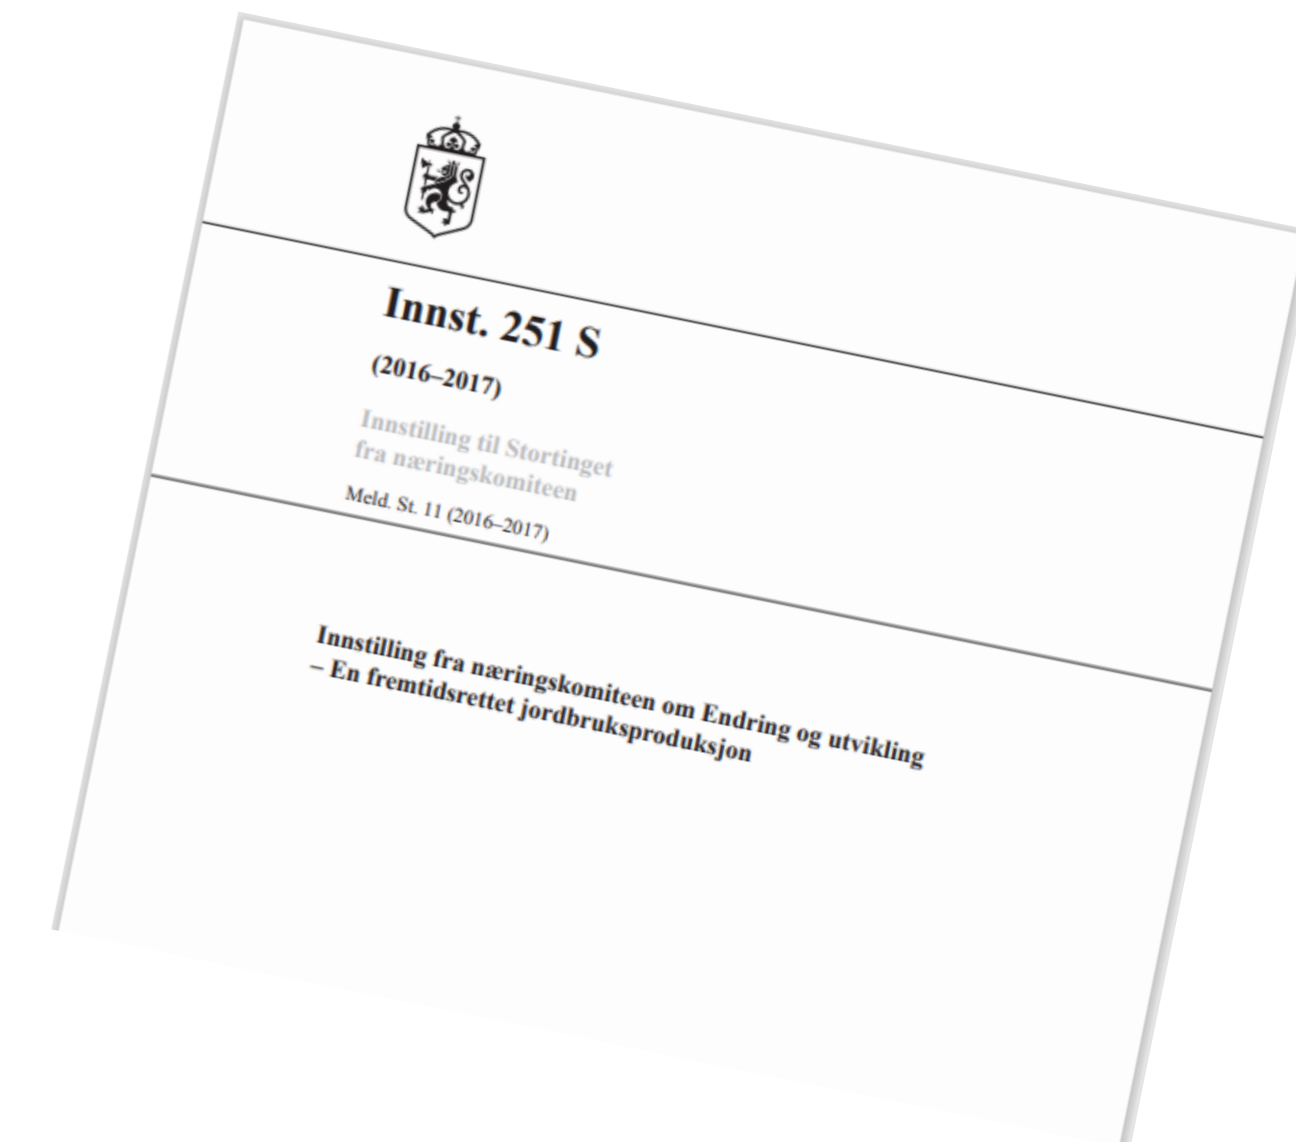 Innst. 251 S
(2016–2017)
Innstilling til Stortinget
fra næringskomiteen
Meld. St. 11 (2016–2017)
Innstilling fra næringskomiteen om Endring og utvikling
– En fremtidsrettet jordbruksproduksjon